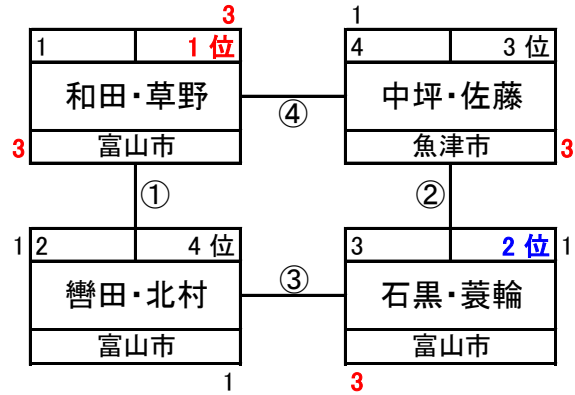 3 1
1 1 位 4 3 位
和田・草野 中坪・佐藤
④
3 富山市 魚津市 3
① ②
1 2 4 位 3 2 位 1
轡田・北村 石黒・蓑輪
③
富山市 富山市
1 3